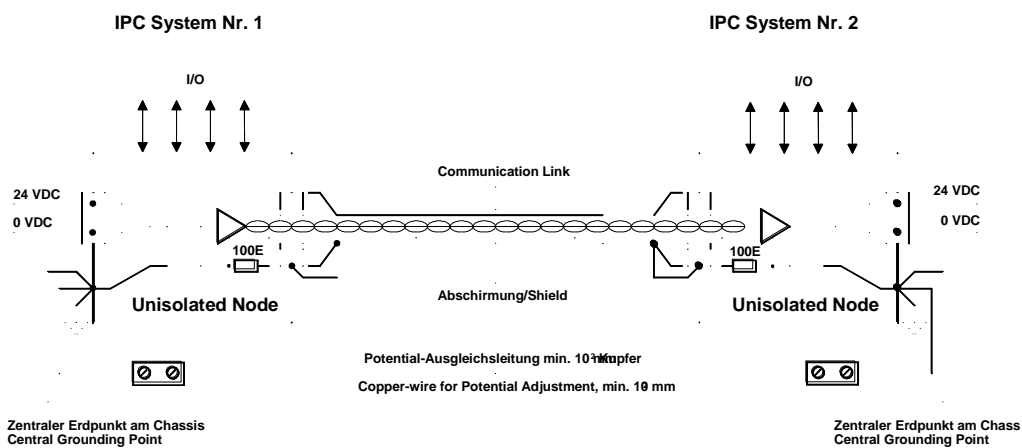 IPC System Nr. 1
IPC System Nr. 2
I/O
I/O
Communication Link
24 VDC
24 VDC
0 VDC
0 VDC
100E
100E
Abschirmung/Shield
Unisolated Node
Unisolated Node
Potential-Ausgleichsleitung min. 10
Copper-wire for Potential Adjustment, min. mm
Zentraler Erdpunkt am Chassis
Central Grounding Point
Zentraler Erdpunkt am Chass
Central Grounding Point